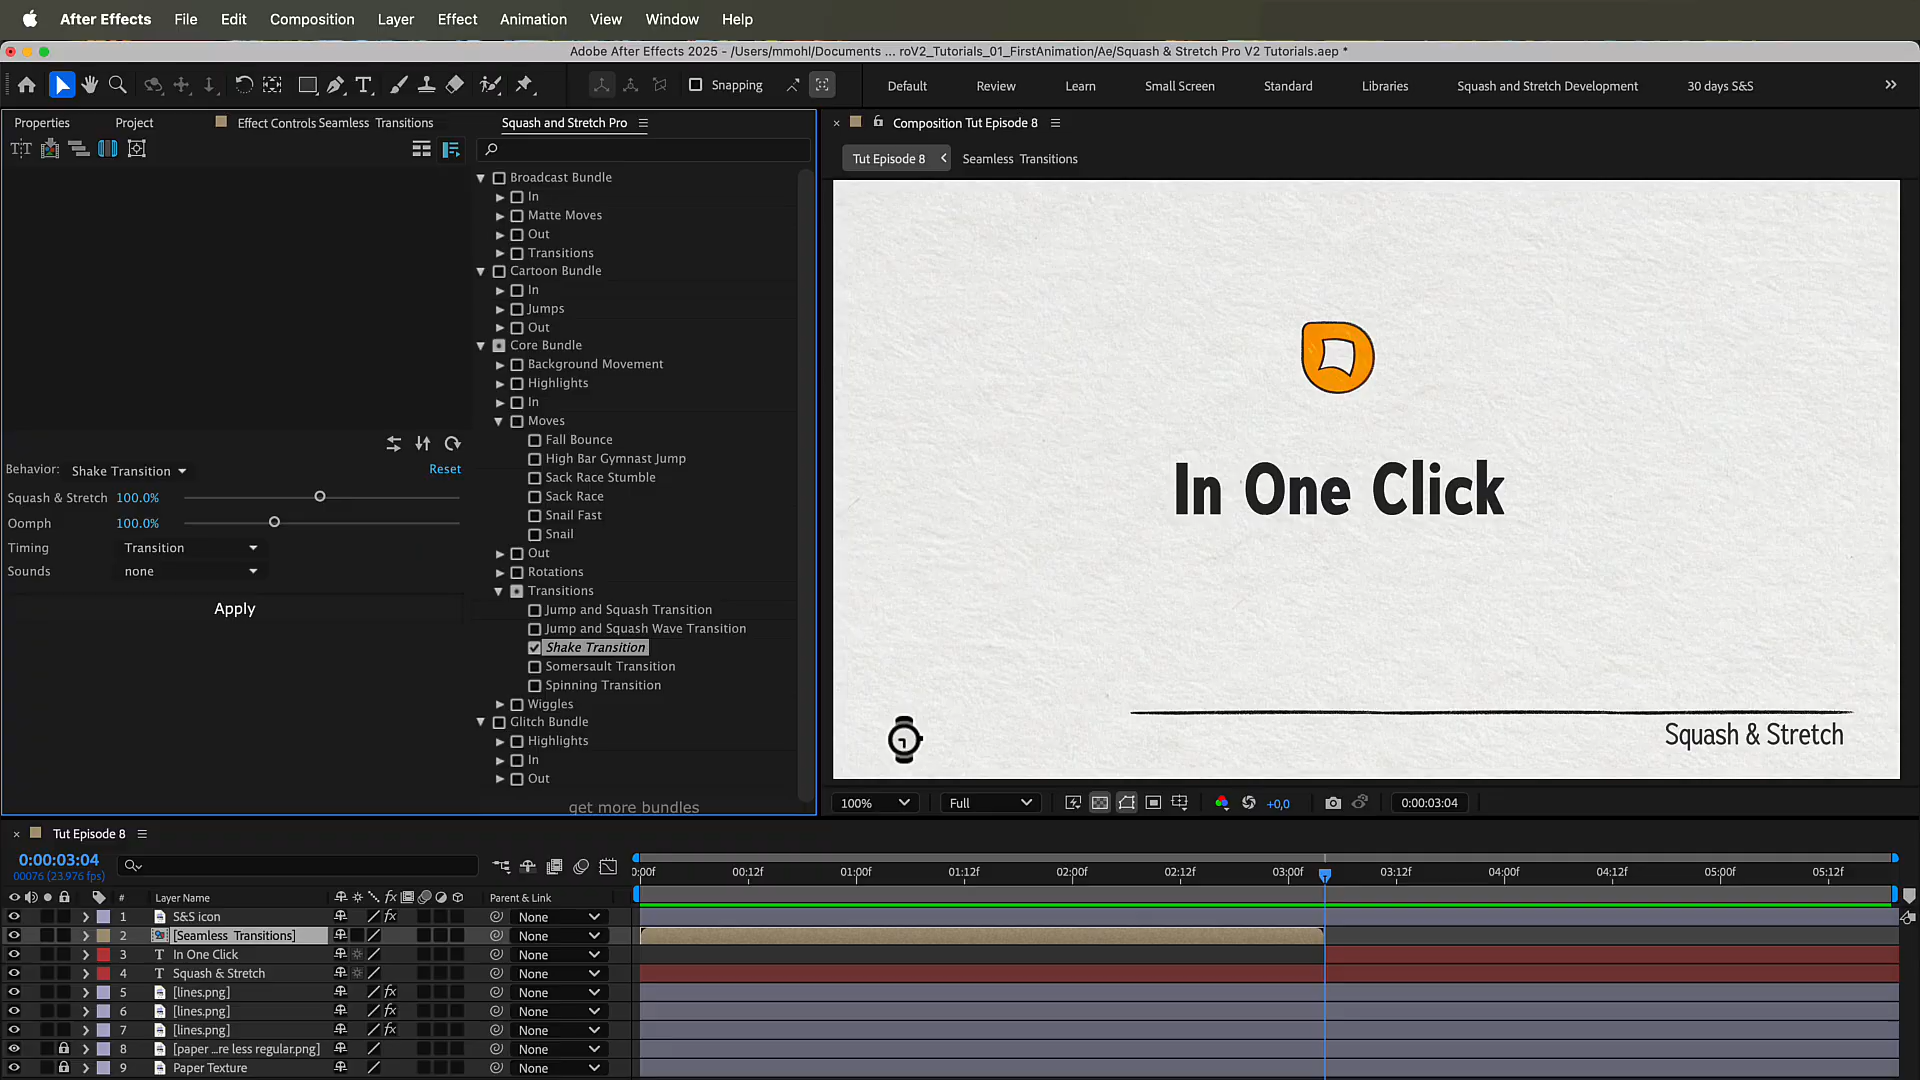 After Effects File Edit Composition Layer Effect Animation View Window Help
Adobe After Effects 2025 - /Users/mmohl/Documents ... roV2_Tutorials_01_FirstAnimation/Ae/Squash & Stretch Pro V2 Tutorials.aep *
Snapping Default Review Learn Small Screen Standard Libraries Squash and Stretch Development 30 days S&S
Properties Project Effect Controls Seamless Transitions Squash and Stretch Pro
Broadcast Bundle
In
Matte Moves
Out
Transitions
Cartoon Bundle
In
Jumps
Out
Core Bundle
Background Movement
Highlights
In
Moves
Fall Bounce
High Bar Gymnast Jump
Sack Race Stumble
Sack Race
Snail Fast
Snail
Out
Rotations
Transitions
Jump and Squash Transition
Jump and Squash Wave Transition
Shake Transition
Somersault Transition
Spinning Transition
Wiggles
Glitch Bundle
Highlights
In
Out
get more bundles
Behavior: Shake Transition Reset
Squash & Stretch 100.0%
Oomph 100.0%
Timing Transition
Sounds none
Apply
Composition Tut Episode 8
Tut Episode 8 Seamless Transitions
In One Click
Squash & Stretch
100% Full +0,0 0:00:03:04
Tut Episode 8
0:00:03:04
00076 (23.976 fps)
0:00f 00:12f 01:00f 01:12f 02:00f 02:12f 03:00f 03:12f 04:00f 04:12f 05:00f 05:12f
# Layer Name fx Parent & Link
1 S&S icon fx None
2 [Seamless Transitions] None
3 T In One Click None
4 T Squash & Stretch None
5 [lines.png] fx None
6 [lines.png] fx None
7 [lines.png] fx None
8 [paper ...re less regular.png] None
9 Paper Texture None